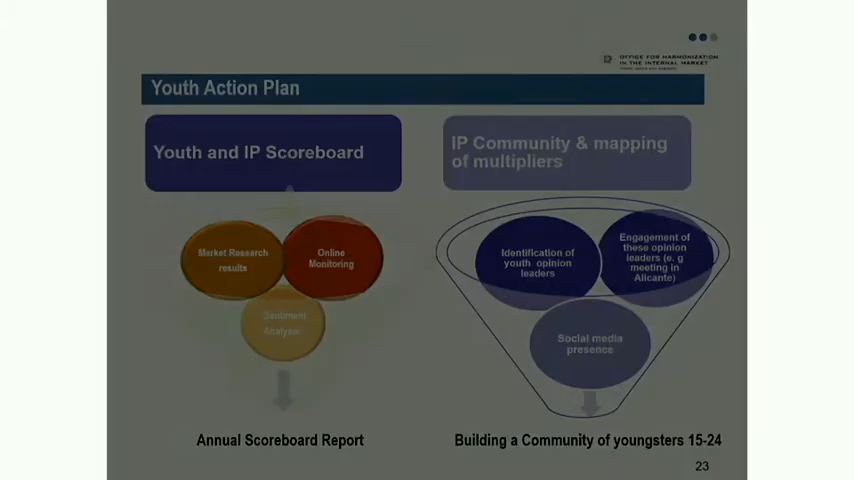 OFFICE FOR HARMONIZATION
IN THE INTERNAL MARKET
Youth Action Plan
Youth and IP Scoreboard
IP Community & mapping
of multipliers
Market Research
results
Online
Monitoring
Sentiment
Analysis
Identification of
youth opinion
leaders
Engagement of
these opinion
leaders (e. g
meeting in
Alicante)
Social media
presence
Annual Scoreboard Report
Building a Community of youngsters 15-24
23